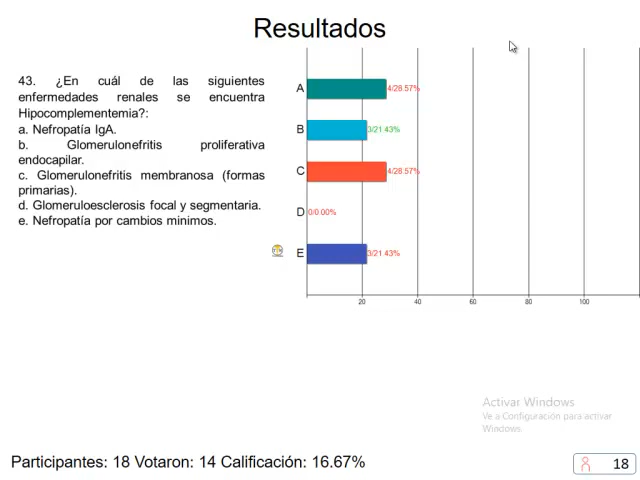 Resultados
43. ¿En cuál de las siguientes
enfermedades renales se encuentra
Hipocomplementemia?:
a. Nefropatía IgA.
b. Glomerulonefritis proliferativa
endocapilar.
c. Glomerulonefritis membranosa (formas
primarias).
d. Glomeruloesclerosis focal y segmentaria.
e. Nefropatía por cambios minimos.
A 4/28.57%
B 3/21.43%
C 4/28.57%
D 0/0.00%
E 3/21.43%
20 40 60 80 100
Activar Windows
Ve a Configuración para activar
Windows.
Participantes: 18 Votaron: 14 Calificación: 16.67%
18